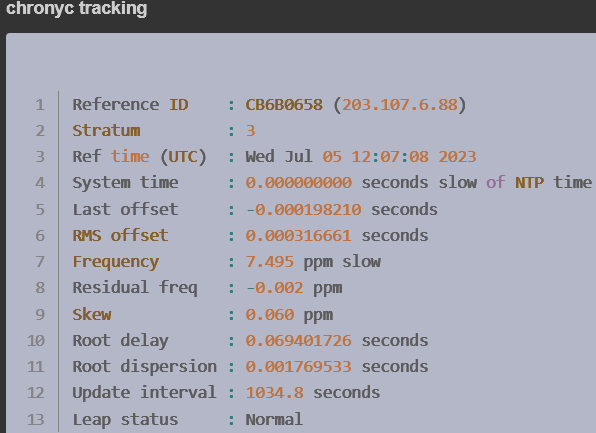 chronyc tracking
1 Reference ID : CB6B0658 (203.107.6.88)
2 Stratum : 3
3 Ref time (UTC) : Wed Jul 05 12:07:08 2023
4 System time : 0.000000000 seconds slow of NTP time
5 Last offset : -0.000198210 seconds
6 RMS offset : 0.000316661 seconds
7 Frequency : 7.495 ppm slow
8 Residual freq : -0.002 ppm
9 Skew : 0.060 ppm
10 Root delay : 0.069401726 seconds
11 Root dispersion : 0.001769533 seconds
12 Update interval : 1034.8 seconds
13 Leap status : Normal